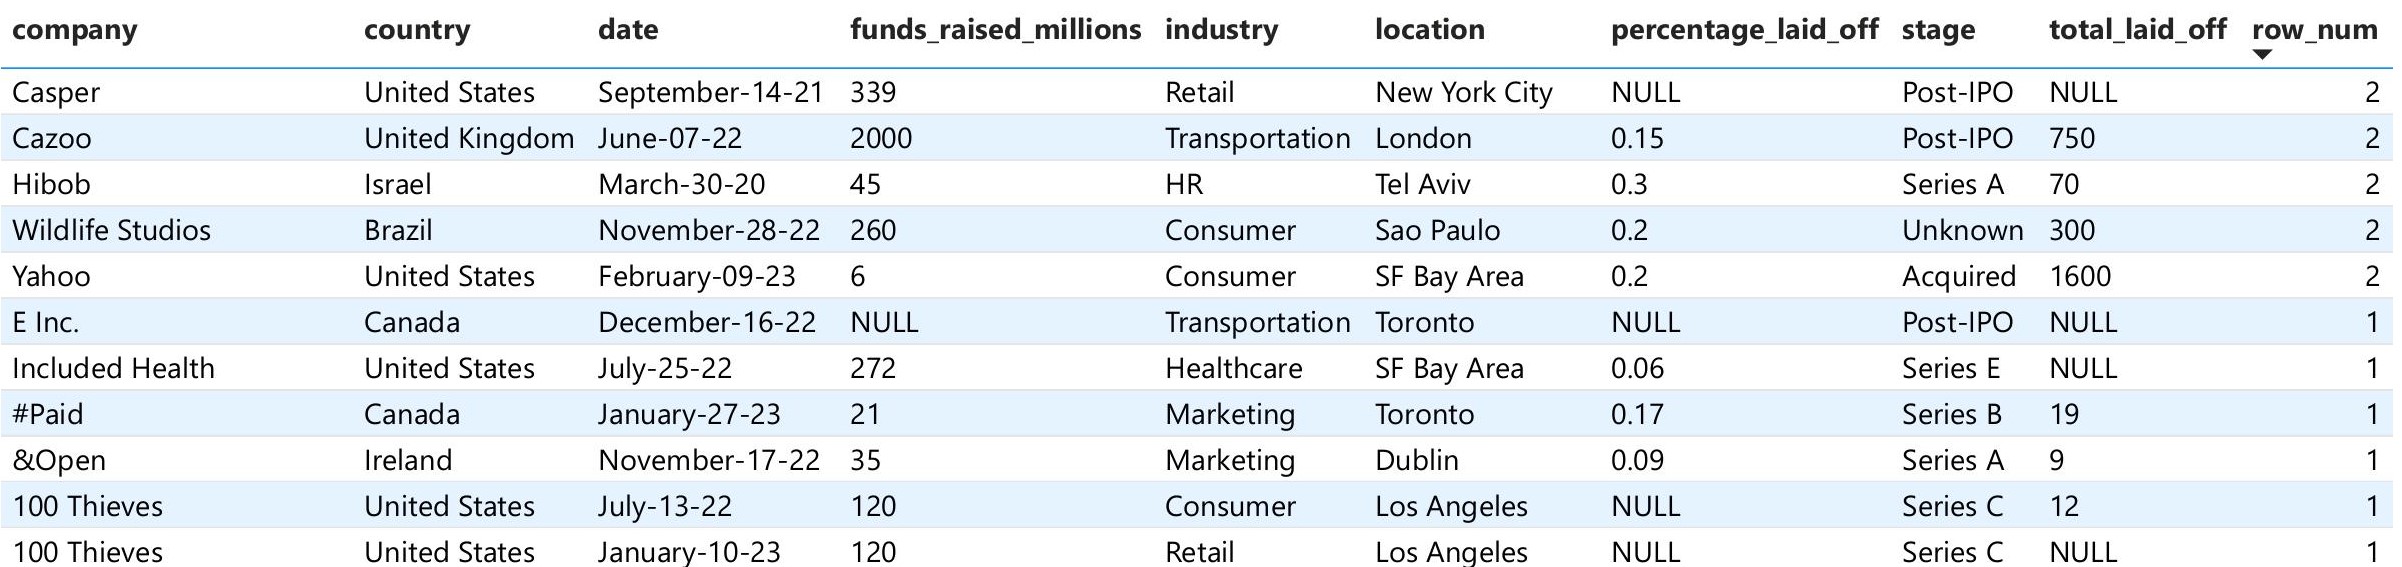 company country date funds_raised_millions industry location percentage_laid_off stage total_laid_off row_num
Casper United States September-14-21 339 Retail New York City NULL Post-IPO NULL 2
Cazoo United Kingdom June-07-22 2000 Transportation London 0.15 Post-IPO 750 2
Hibob Israel March-30-20 45 HR Tel Aviv 0.3 Series A 70 2
Wildlife Studios Brazil November-28-22 260 Consumer Sao Paulo 0.2 Unknown 300 2
Yahoo United States February-09-23 6 Consumer SF Bay Area 0.2 Acquired 1600 2
E Inc. Canada December-16-22 NULL Transportation Toronto NULL Post-IPO NULL 1
Included Health United States July-25-22 272 Healthcare SF Bay Area 0.06 Series E NULL 1
#Paid Canada January-27-23 21 Marketing Toronto 0.17 Series B 19 1
&Open Ireland November-17-22 35 Marketing Dublin 0.09 Series A 9 1
100 Thieves United States July-13-22 120 Consumer Los Angeles NULL Series C 12 1
100 Thieves United States January-10-23 120 Retail Los Angeles NULL Series C NULL 1